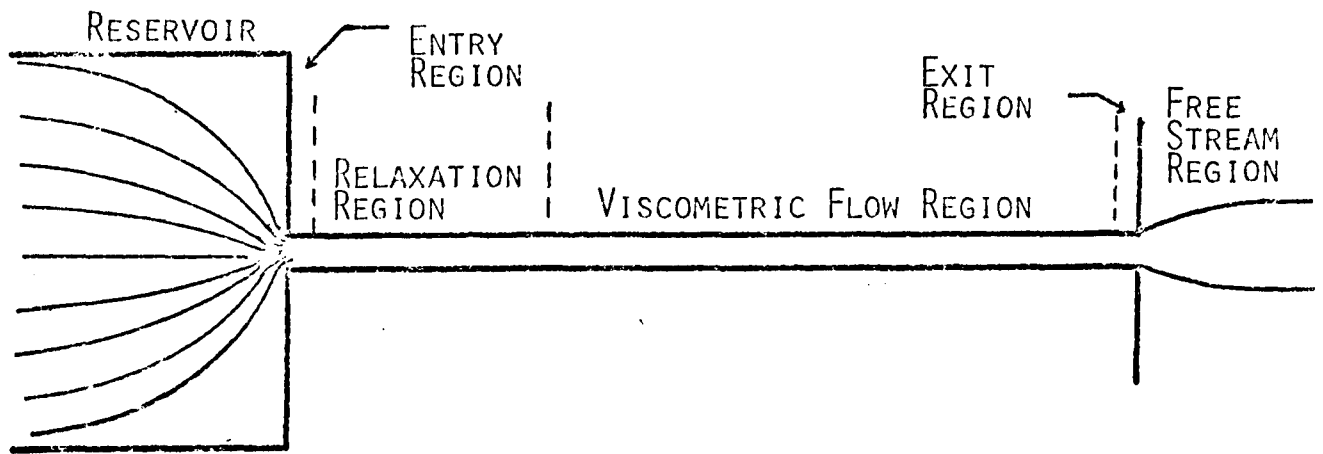 RESERVOIR
ENTRY
REGION
RELAXATION
REGION
VISCOMETRIC FLOW REGION
EXIT
REGION
FREE
STREAM
REGION